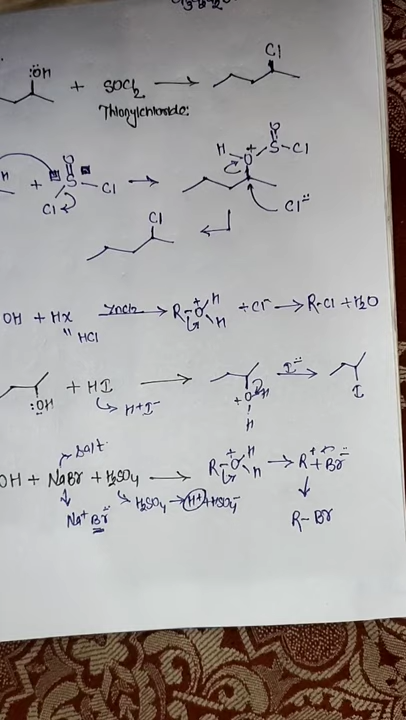 Cl
:ÖH
+ SOCl2 →
Thionylchloride:
H O+ S Cl
H + S Cl →
Cl
Cl:
Cl
OH + Hx ZnCl2 → R-O+ H H + Cl- → R-Cl + H2O
HCl
+ HI → I:
:OH H+I- +O H I
H
Salt
OH + NaBr + H2SO4 → R-O+ H H → R+ + Br-
Na+ Br H2SO4 → H+ + HSO4-
R-Br